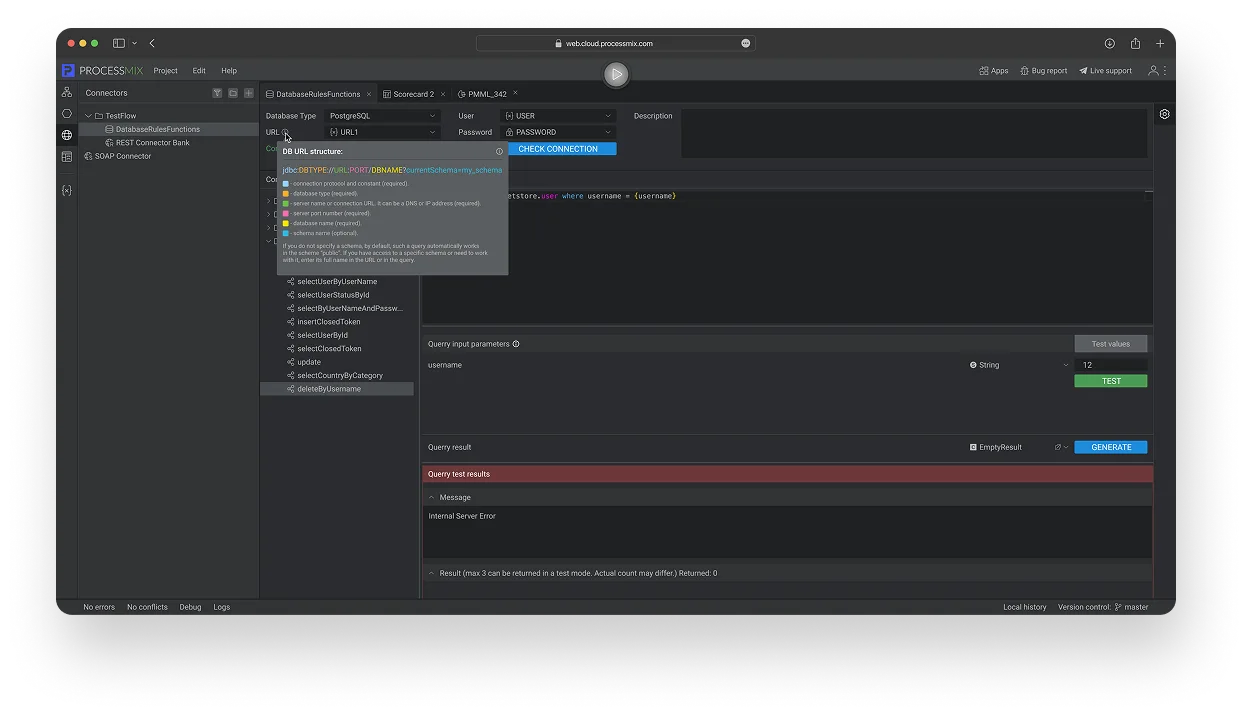 web.cloud.processmix.com
PROCESSMIX Project Edit Help
Apps Bug report Live support
Connectors
DatabaseRulesFunctions × Scorecard 2 × PMML_342 ×
TestFlow
DatabaseRulesFunctions
REST Connector Bank
SOAP Connector
Database Type PostgreSQL User USER Description
URL URL1 Password PASSWORD
CHECK CONNECTION
DB URL structure:
jdbc:DBTYPE://URL:PORT/DBNAME?currentSchema=my_schema
- connection protocol and constant (required).
- database type (required).
- server name or connection URL. It can be a DNS or IP address (required).
- server port number (required).
- database name (required).
- schema name (optional).
If you do not specify a schema, by default, such a query automatically works
in the scheme "public". If you have access to a specific schema or need to work
with it, enter its full name in the URL or in the query.
etstore.user where username = {username}
selectUserByUserName
selectUserStatusById
selectByUserNameAndPassw...
insertClosedToken
selectUserById
selectClosedToken
update
selectCountryByCategory
deleteByUsername
Querry input parameters Test values
username String 12
TEST
Querry result EmptyResult GENERATE
Querry test results
Message
Internal Server Error
Result (max 3 can be returned in a test mode. Actual count may differ.) Returned: 0
No errors No conflicts Debug Logs
Local history Version control: master